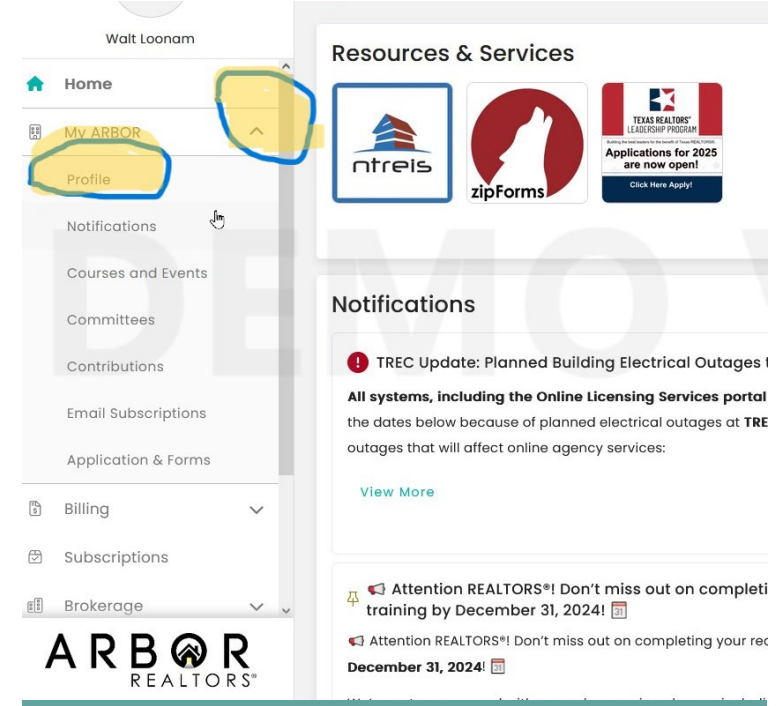 Walt Loonam
Home
My ARBOR
Profile
Notifications
Courses and Events
Committees
Contributions
Email Subscriptions
Application & Forms
Billing
Subscriptions
Brokerage
ARBOR
REALTORS®
Resources & Services
ntreis
zipForms
TEXAS REALTORS®
LEADERSHIP PROGRAM
Applications for 2025
are now open!
Click Here Apply!
DEMO
Notifications
TREC Update: Planned Building Electrical Outages
All systems, including the Online Licensing Services portal
the dates below because of planned electrical outages at TRE
outages that will affect online agency services:
View More
📢 Attention REALTORS®! Don't miss out on completi
training by December 31, 2024! 📅
📢 Attention REALTORS®! Don't miss out on completing your re
December 31, 2024! 📅